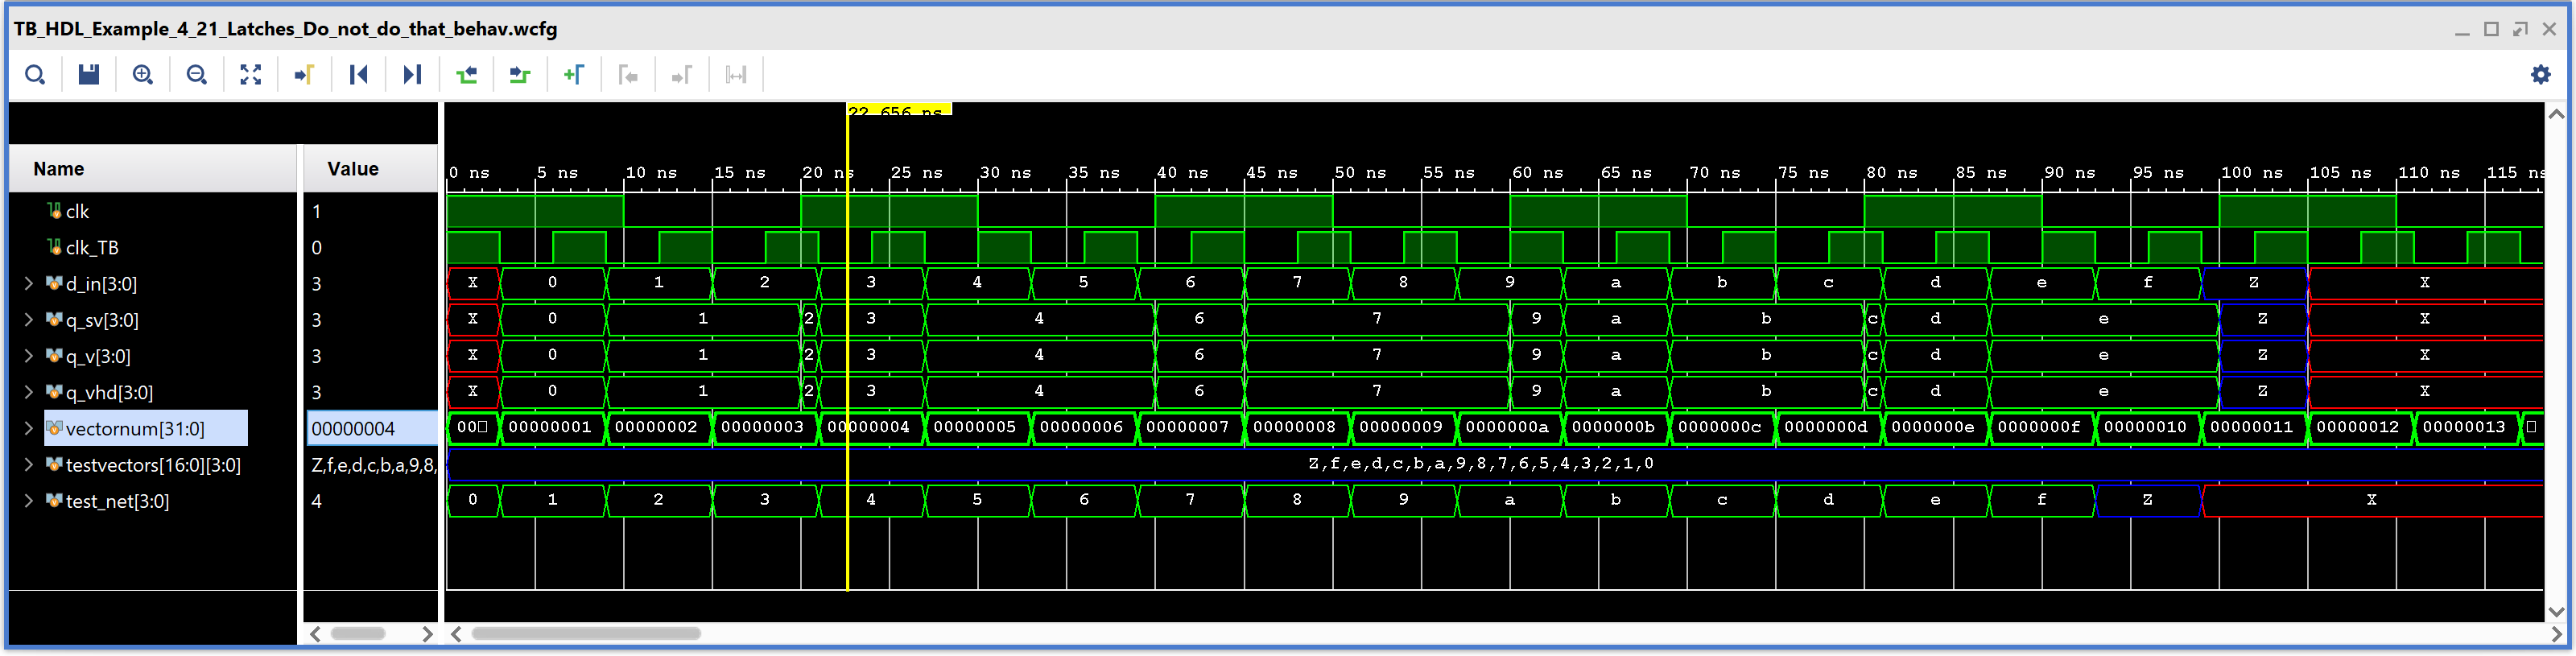 TB_HDL_Example_4_21_Latches_Do_not_do_that_behav.wcfg
22.656 ns
Name Value 0 ns 5 ns 10 ns 15 ns 20 ns 25 ns 30 ns 35 ns 40 ns 45 ns 50 ns 55 ns 60 ns 65 ns 70 ns 75 ns 80 ns 85 ns 90 ns 95 ns 100 ns 105 ns 110 ns 115 ns
clk 1
clk_TB 0
d_in[3:0] 3 X 0 1 2 3 4 5 6 7 8 9 a b c d e f Z X
q_sv[3:0] 3 X 0 1 2 3 4 6 7 9 a b c d e Z X
q_v[3:0] 3 X 0 1 2 3 4 6 7 9 a b c d e Z X
q_vhd[3:0] 3 X 0 1 2 3 4 6 7 9 a b c d e Z X
vectornum[31:0] 00000004 00▯ 00000001 00000002 00000003 00000004 00000005 00000006 00000007 00000008 00000009 0000000a 0000000b 0000000c 0000000d 0000000e 0000000f 00000010 00000011 00000012 00000013 ▯
testvectors[16:0][3:0] Z,f,e,d,c,b,a,9,8, Z,f,e,d,c,b,a,9,8,7,6,5,4,3,2,1,0
test_net[3:0] 4 0 1 2 3 4 5 6 7 8 9 a b c d e f Z X